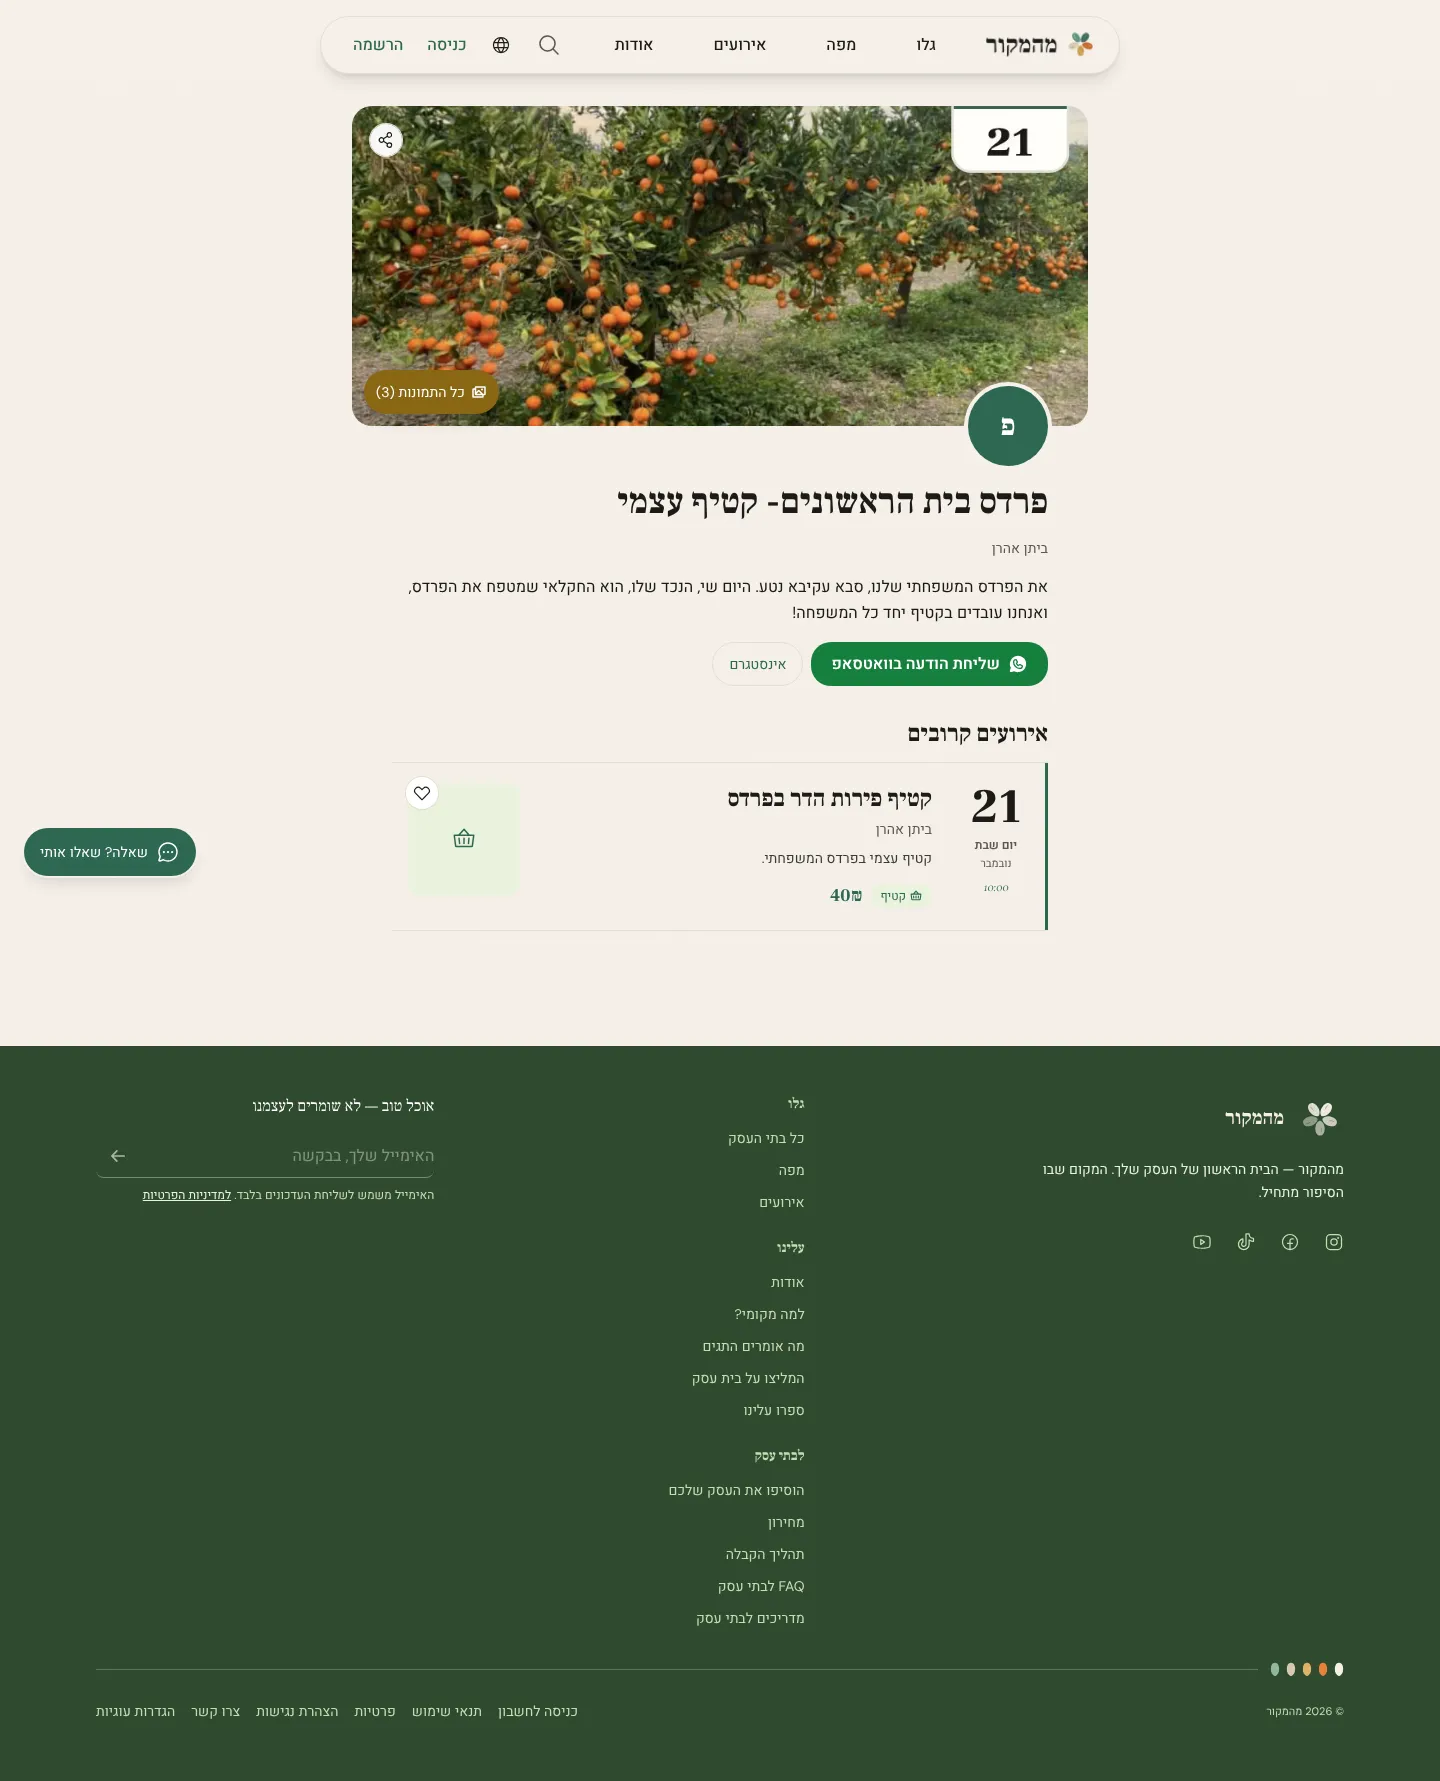 מהמקור
גלו
מפה
אירועים
אודות
כניסה
הרשמה
21
כל התמונות (3)
פ
פרדס בית הראשונים- קטיף עצמי
ביתן אהרן
את הפרדס המשפחתי שלנו, סבא עקיבא נטע. היום שי, הנכד שלו, הוא החקלאי שמטפח את הפרדס,
ואנחנו עובדים בקטיף יחד כל המשפחה!
שליחת הודעה בוואטסאפ
אינסטגרם
אירועים קרובים
21
יום שבת
נובמבר
10:00
קטיף פירות הדר בפרדס
ביתן אהרן
קטיף עצמי בפרדס המשפחתי.
קטיף
₪40
שאלה? שאלו אותי
מהמקור
מהמקור — הבית הראשון של העסק שלך. המקום שבו
הסיפור מתחיל.
גלו
כל בתי העסק
מפה
אירועים
עלינו
אודות
למה מקומי?
מה אומרים התגים
המליצו על בית עסק
ספרו עלינו
לבתי עסק
הוסיפו את העסק שלכם
מחירון
תהליך הקבלה
FAQ לבתי עסק
מדריכים לבתי עסק
אוכל טוב — לא שומרים לעצמנו
האימייל שלך, בבקשה
האימייל משמש לשליחת העדכונים בלבד. למדיניות הפרטיות
© 2026 מהמקור
כניסה לחשבון
תנאי שימוש
פרטיות
הצהרת נגישות
צרו קשר
הגדרות עוגיות